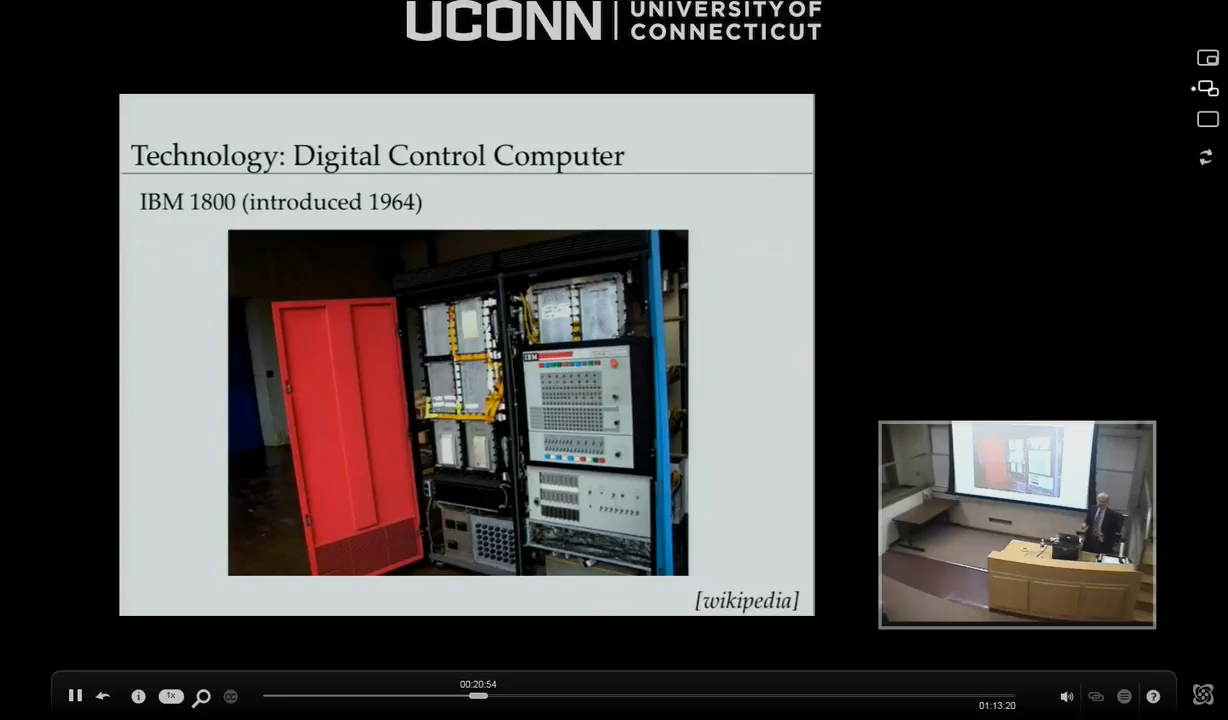 UCONN
UNIVERSITY OF
CONNECTICUT
Technology: Digital Control Computer
IBM 1800 (introduced 1964)
IBM
[wikipedia]
00:20:54
1x
CC
01:13:20